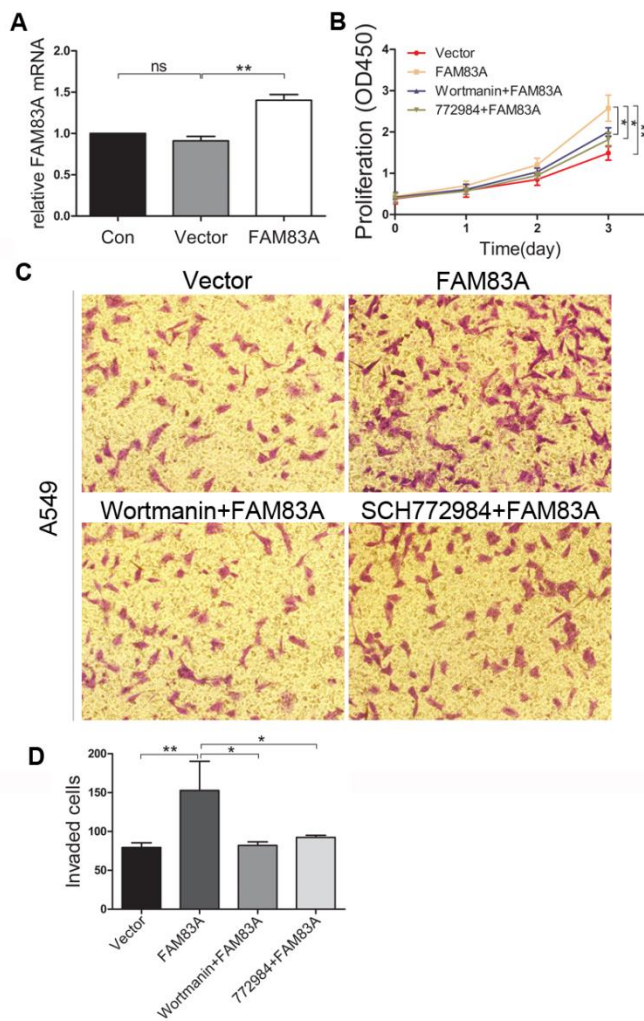 A
relative FAM83A mRNA
2.0
1.5
1.0
0.5
0.0
ns
**
Con
Vector
FAM83A
B
Proliferation (OD450)
4
3
2
1
0
Vector
FAM83A
Wortmanin+FAM83A
772984+FAM83A
*
*
**
0
1
2
3
Time(day)
C
Vector
FAM83A
A549
Wortmanin+FAM83A
SCH772984+FAM83A
D
Invaded cells
200
150
100
50
0
**
*
*
Vector
FAM83A
Wortmanin+FAM83A
772984+FAM83A